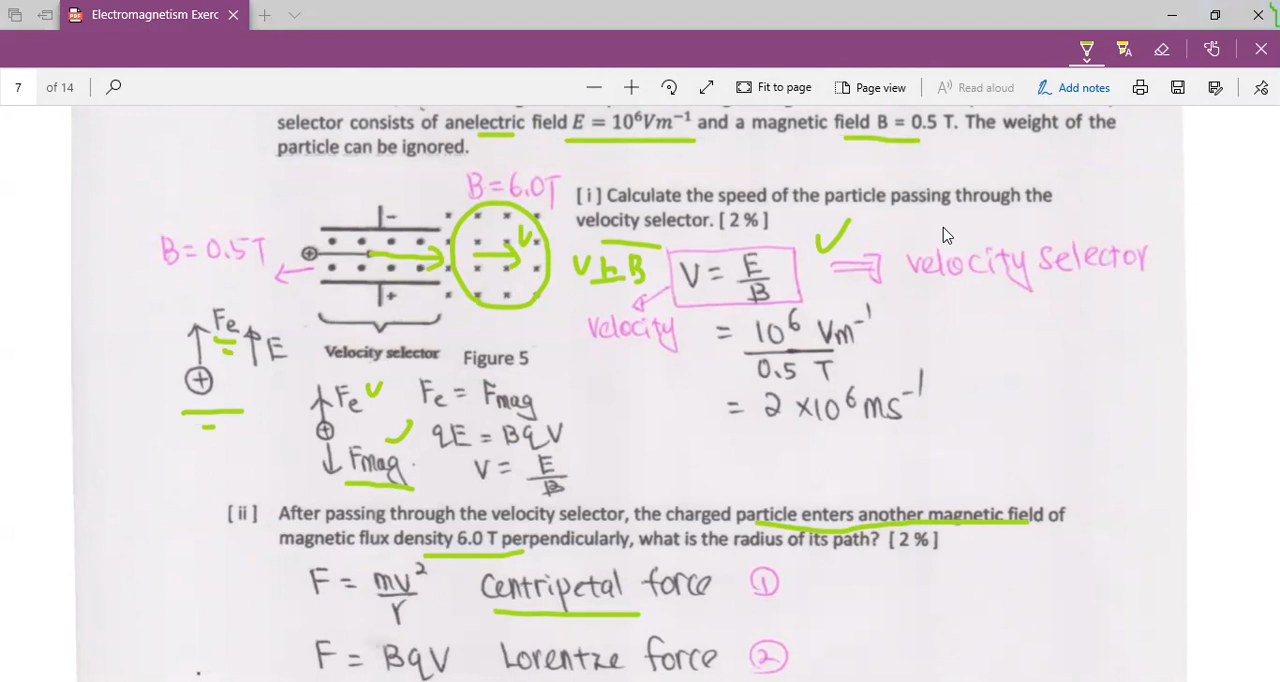 Electromagnetism Exerc
7 of 14
Fit to page
Page view
Read aloud
Add notes
selector consists of anelectric field E = 10⁶Vm⁻¹ and a magnetic field B = 0.5 T. The weight of the
particle can be ignored.
B = 6.0T
[ i ] Calculate the speed of the particle passing through the
velocity selector. [ 2 % ]
B = 0.5T
V
V ⊥ B
V = E/B
velocity selector
velocity
Fe
E
Velocity selector
Figure 5
= 10⁶ Vm⁻¹ / 0.5 T
= 2 ×10⁶ ms⁻¹
Fe
Fe = Fmag
Fmag
qE = BqV
V = E/B
[ ii ] After passing through the velocity selector, the charged particle enters another magnetic field of
magnetic flux density 6.0 T perpendicularly, what is the radius of its path? [ 2 % ]
F = mv²/r Centripetal force ①
F = BqV Lorentze force ②